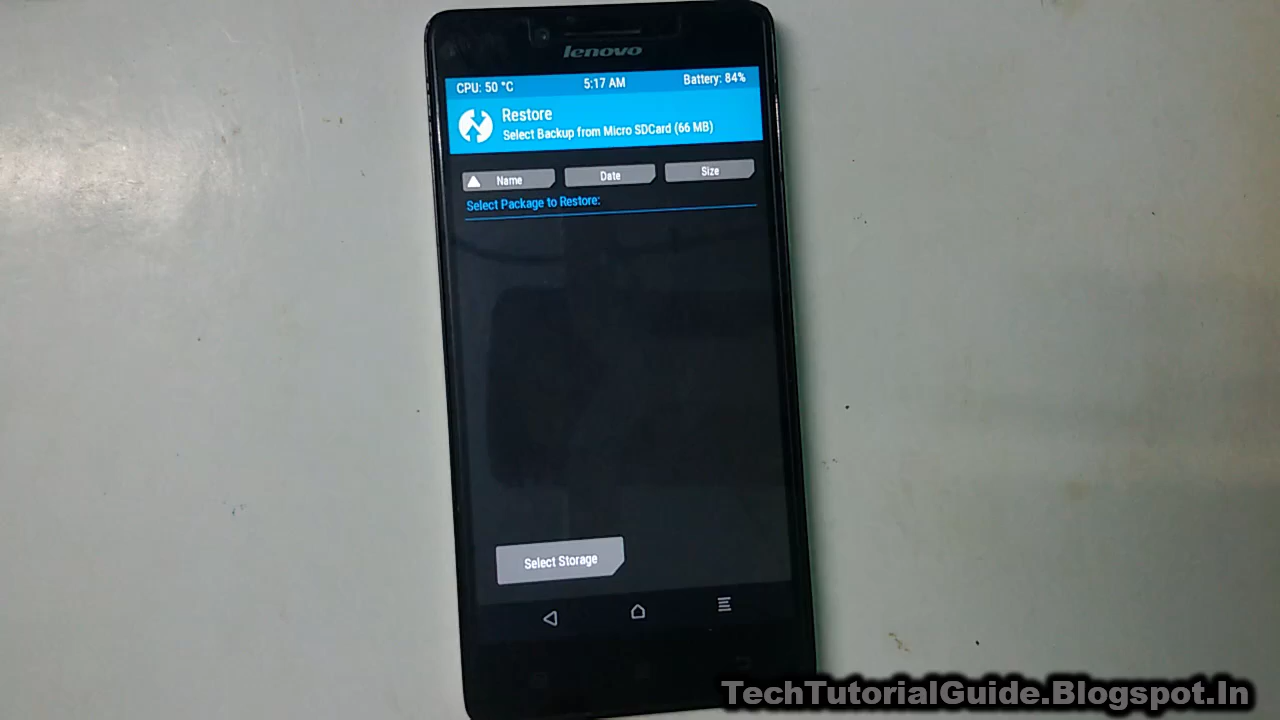 lenovo
CPU: 50 °C 5:17 AM Battery: 84%
Restore
Select Backup from Micro SDCard (66 MB)
Name Date Size
Select Package to Restore:
Select Storage
TechTutorialGuide.Blogspot.In